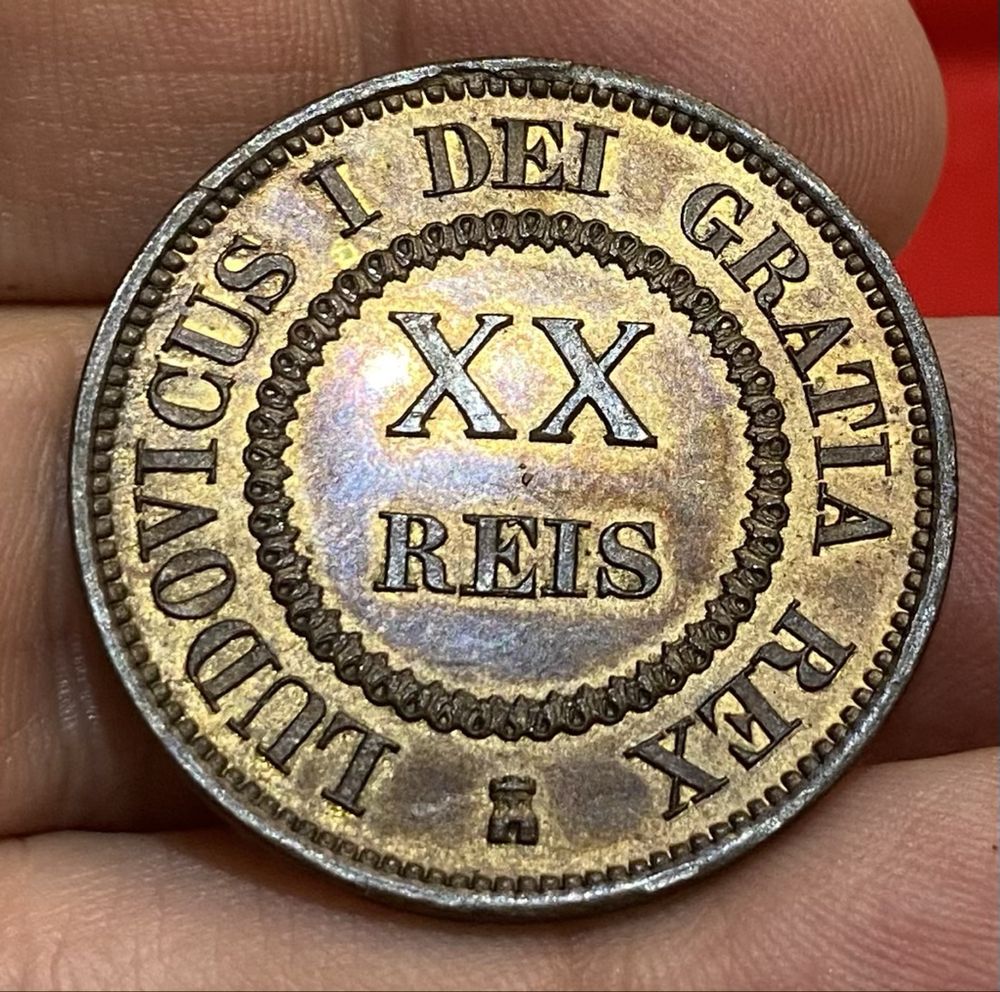 LUDOVICUS I DEI GRATIA REX
XX
REIS